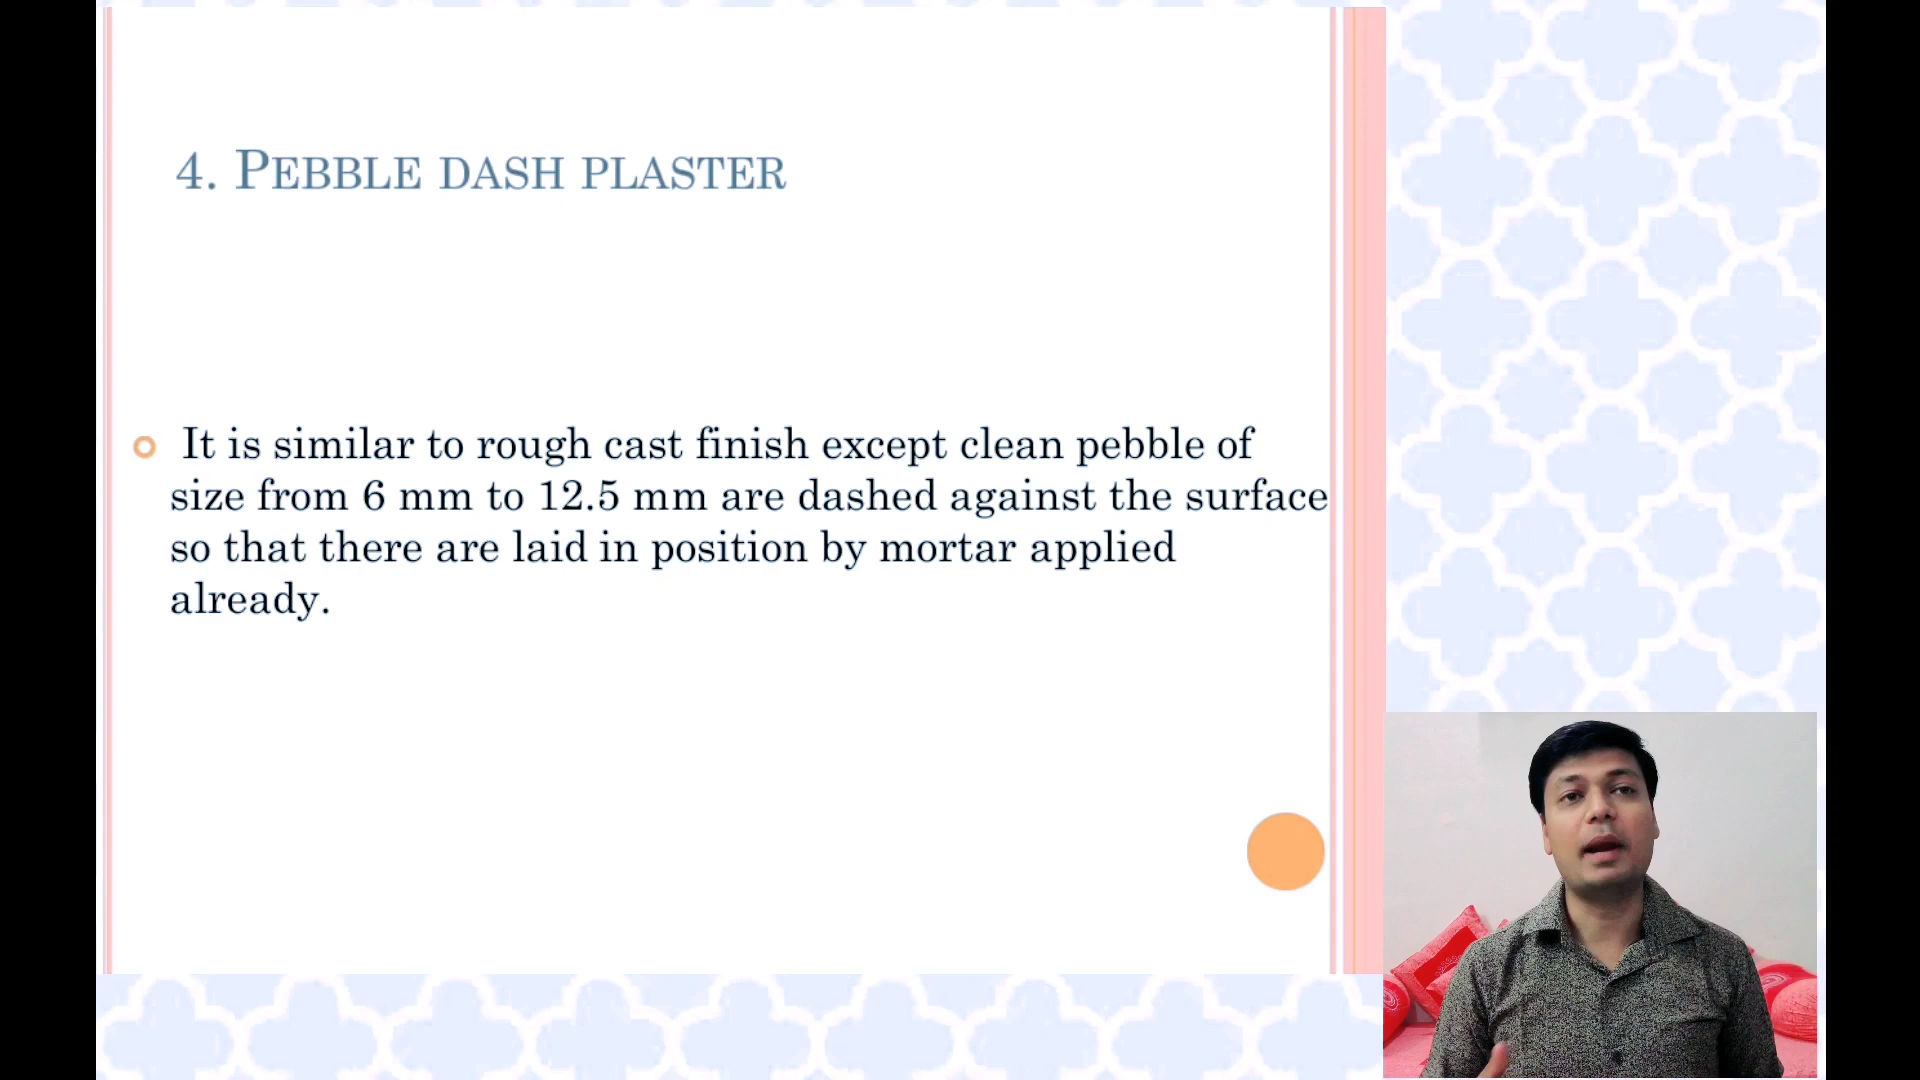 4. Pebble dash plaster
It is similar to rough cast finish except clean pebble of
size from 6 mm to 12.5 mm are dashed against the surface
so that there are laid in position by mortar applied
already.